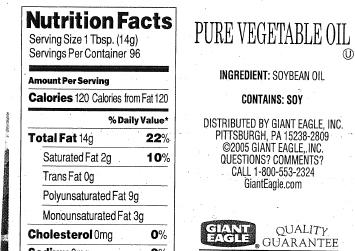 Nutrition Facts
Serving Size 1 Tbsp. (14g)
Servings Per Container 96
Amount Per Serving
Calories 120 Calories from Fat 120
% Daily Value*
Total Fat 14g 22%
Saturated Fat 2g 10%
Trans Fat 0g
Polyunsaturated Fat 9g
Monounsaturated Fat 3g
Cholesterol 0mg 0%
Sodium 0mg 0%
PURE VEGETABLE OIL
U
INGREDIENT: SOYBEAN OIL
CONTAINS: SOY
DISTRIBUTED BY GIANT EAGLE, INC.
PITTSBURGH, PA 15238-2809
©2005 GIANT EAGLE, INC.
QUESTIONS? COMMENTS?
CALL 1-800-553-2324
GiantEagle.com
GIANT
EAGLE
QUALITY
GUARANTEE